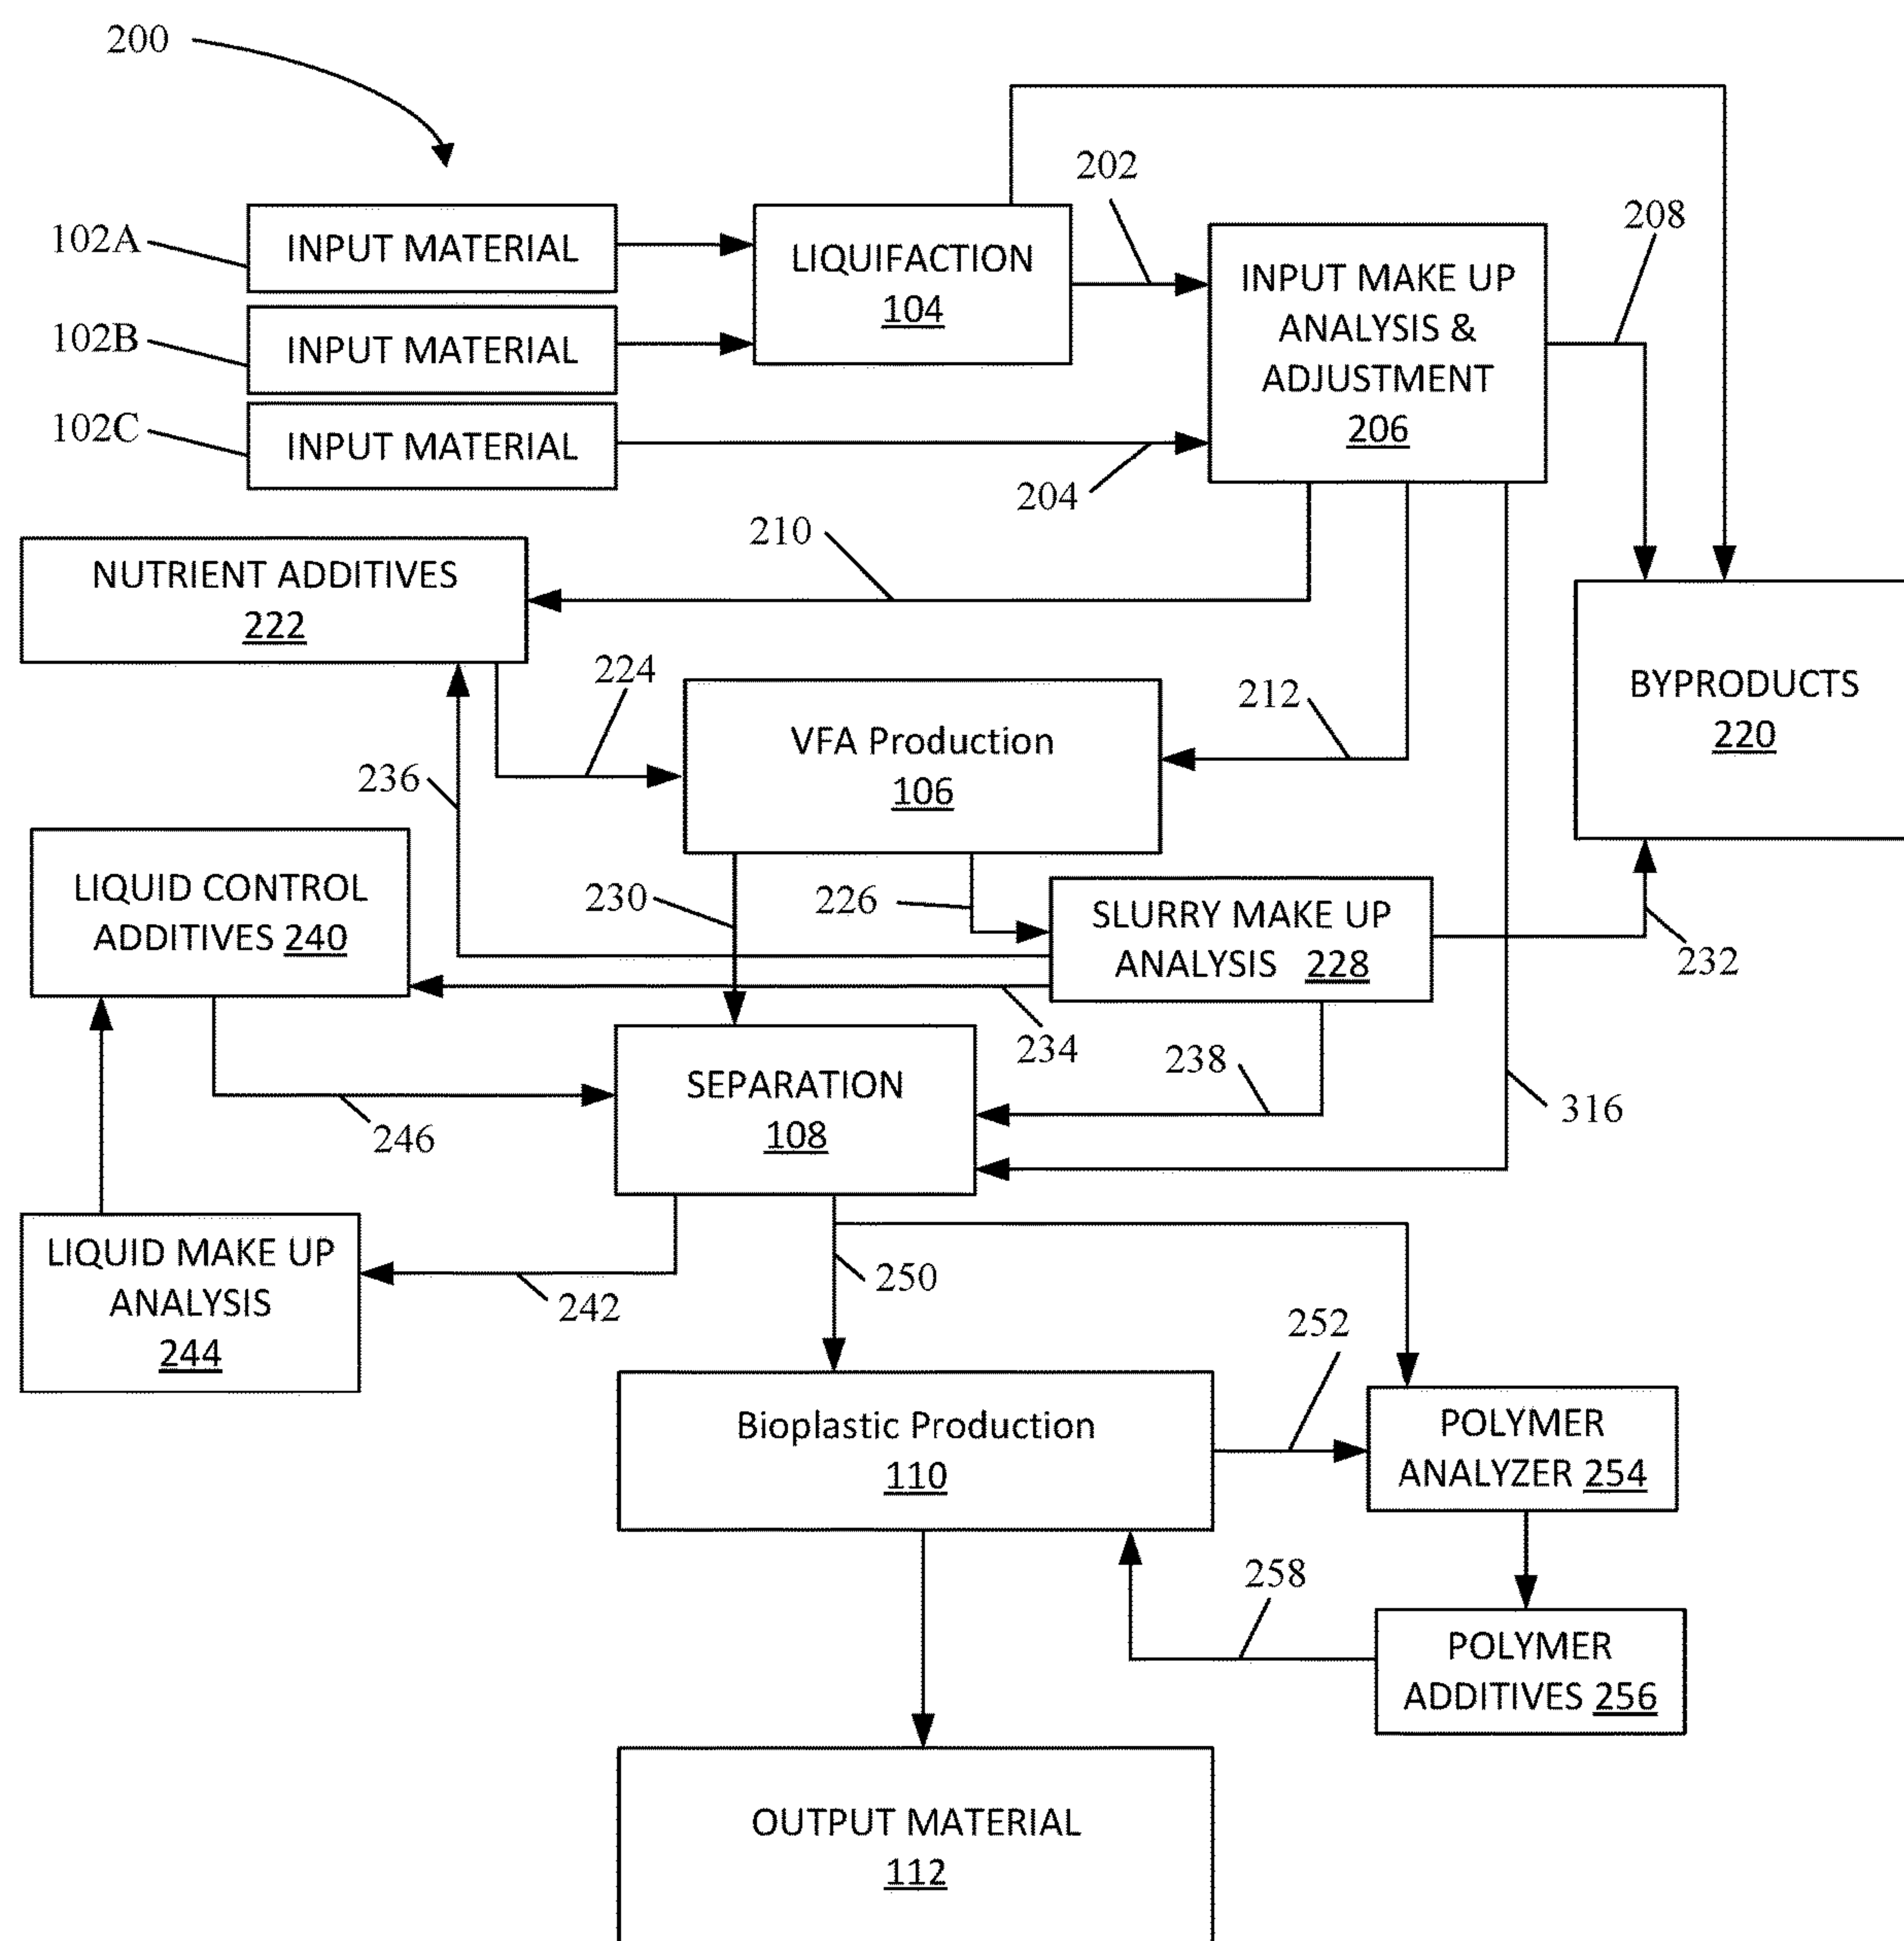 200
202
208
102A
INPUT MATERIAL
LIQUIFACTION
104
INPUT MAKE UP
ANALYSIS &
ADJUSTMENT
206
102B
INPUT MATERIAL
102C
INPUT MATERIAL
204
210
NUTRIENT ADDITIVES
222
224
212
BYPRODUCTS
220
VFA Production
106
236
LIQUID CONTROL
ADDITIVES 240
230
226
SLURRY MAKE UP
ANALYSIS 228
232
234
238
SEPARATION
108
246
316
LIQUID MAKE UP
ANALYSIS
244
242
250
252
Bioplastic Production
110
POLYMER
ANALYZER 254
258
POLYMER
ADDITIVES 256
OUTPUT MATERIAL
112